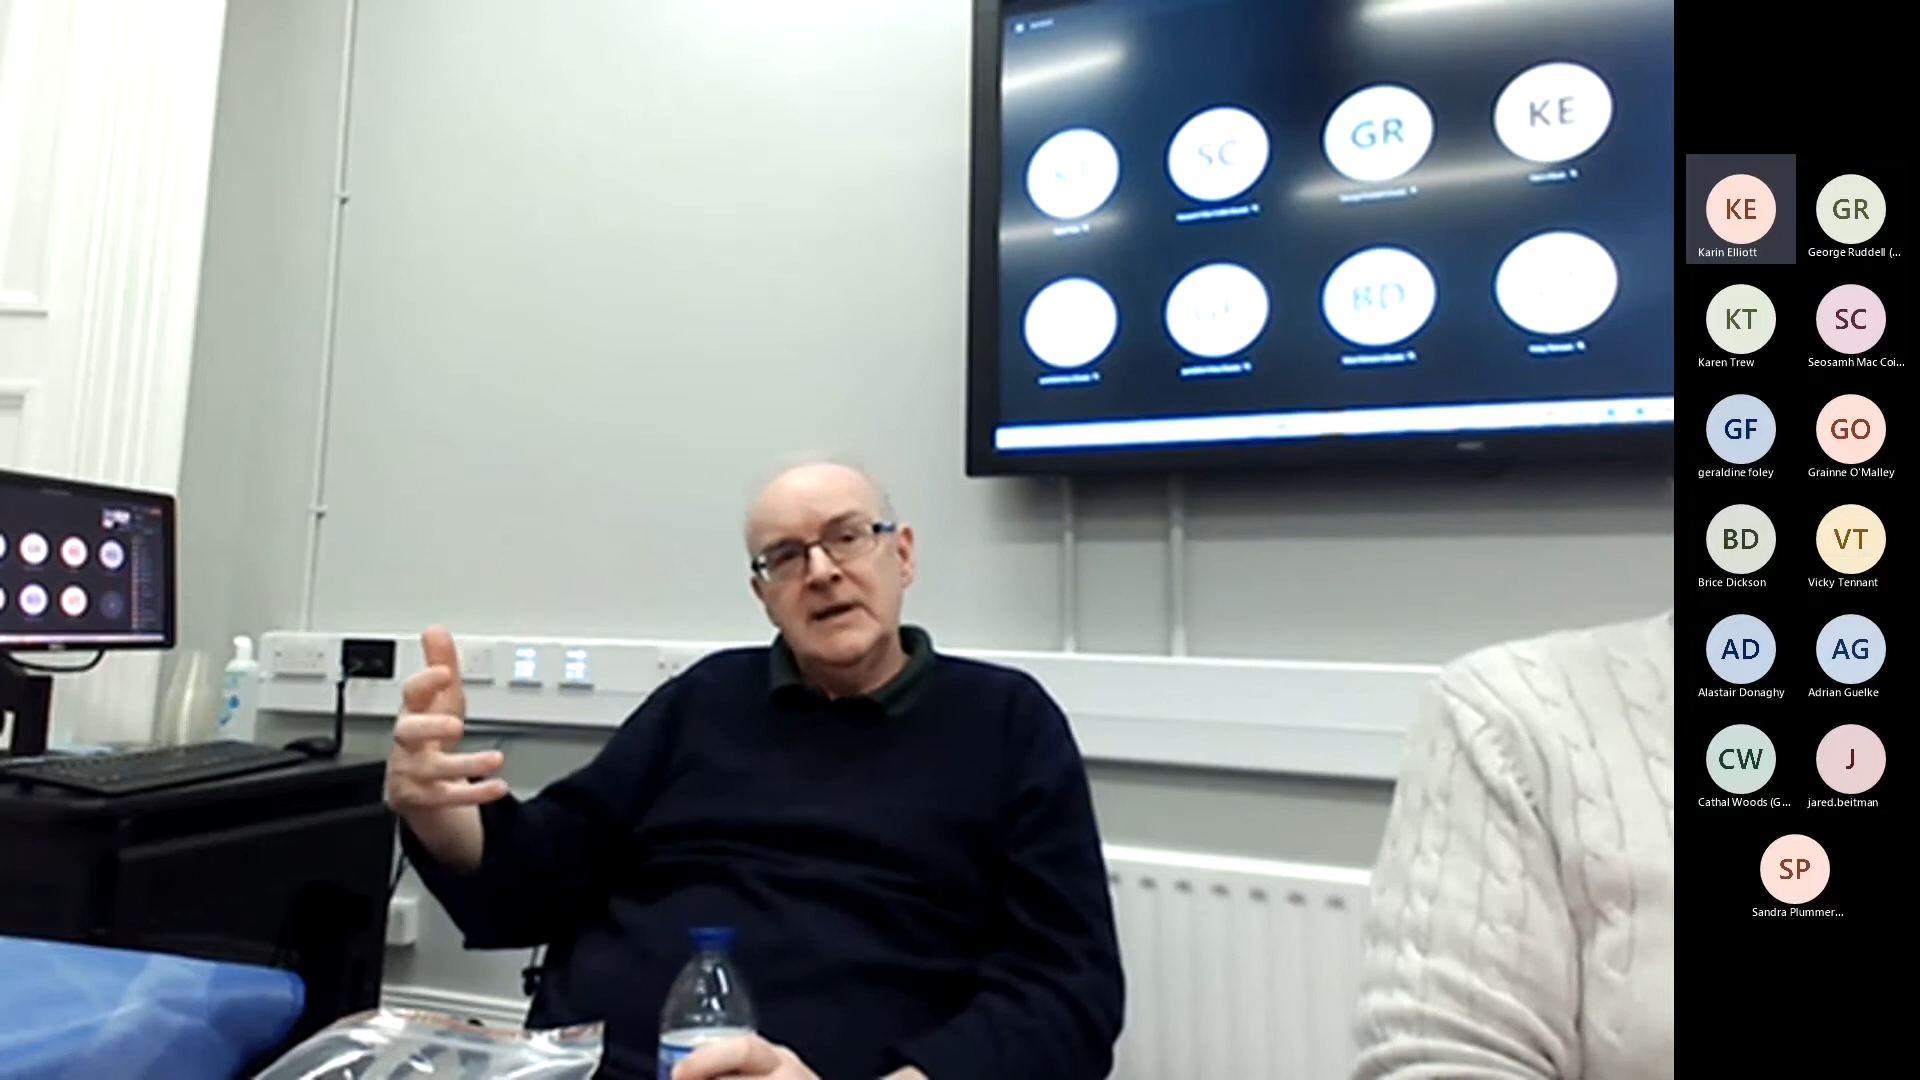 SC
GR
KE
BD
KE
Karin Elliott
GR
George Ruddell (...
KT
Karen Trew
SC
Seosamh Mac Coi...
GF
geraldine foley
GO
Grainne O'Malley
BD
Brice Dickson
VT
Vicky Tennant
AD
Alastair Donaghy
AG
Adrian Guelke
CW
Cathal Woods (G...
J
jared.beitman
SP
Sandra Plummer...